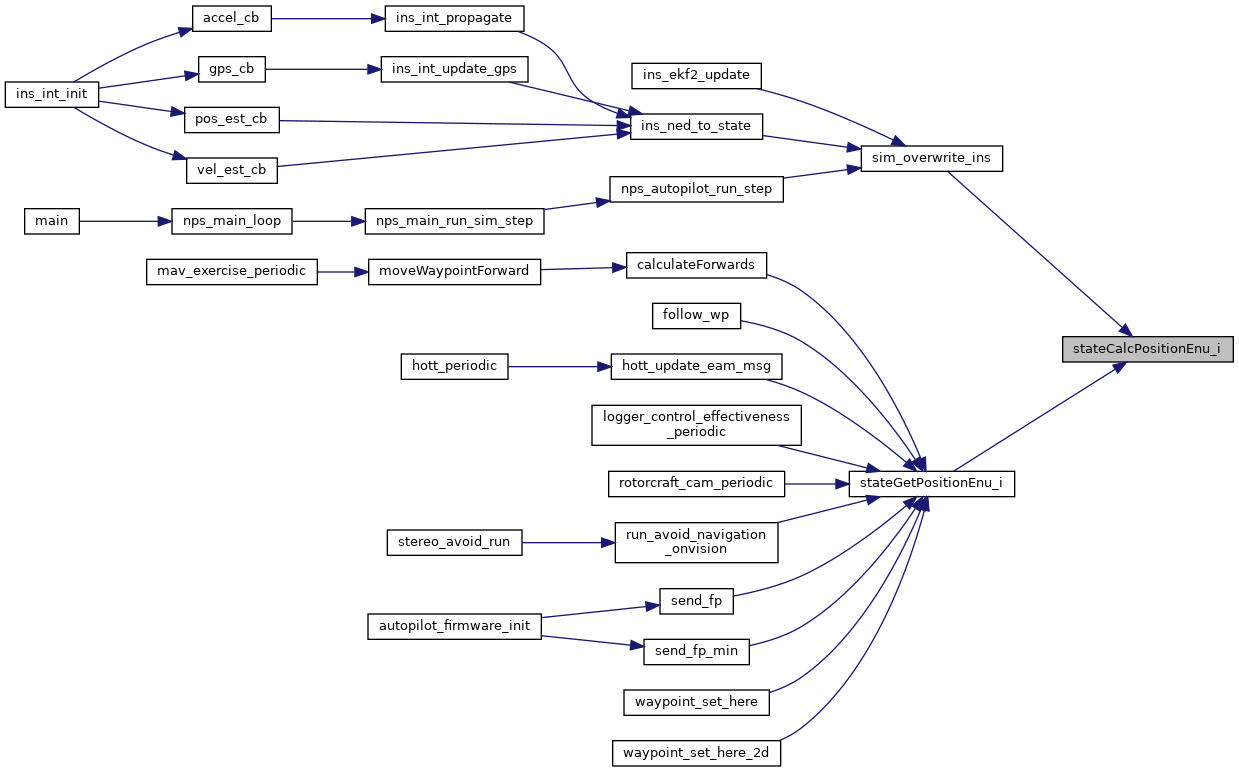 accel_cb
ins_int_propagate
gps_cb
ins_int_update_gps
ins_ekf2_update
ins_int_init
pos_est_cb
ins_ned_to_state
vel_est_cb
sim_overwrite_ins
nps_autopilot_run_step
main
nps_main_loop
nps_main_run_sim_step
mav_exercise_periodic
moveWaypointForward
calculateForwards
follow_wp
stateCalcPositionEnu_i
hott_periodic
hott_update_eam_msg
logger_control_effectiveness
_periodic
rotorcraft_cam_periodic
stateGetPositionEnu_i
stereo_avoid_run
run_avoid_navigation
_onvision
send_fp
autopilot_firmware_init
send_fp_min
waypoint_set_here
waypoint_set_here_2d